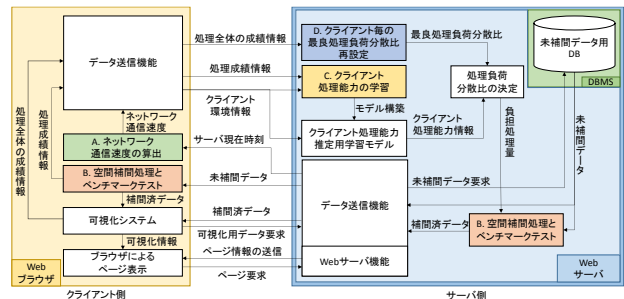 処理全体の成績情報
D. クライアント毎の
最良処理負荷分散比
再設定
最良処理負荷分散比
未補間データ用
DB
DBMS
データ送信機能
処理成績情報
C. クライアント
処理能力の学習
処理負荷
分散比の決定
クライアント
環境情報
モデル構築
ネットワーク
通信速度
クライアント処理能力
推定用学習モデル
クライアント
処理能力情報
負担処理量
未補間データ
処理全体の成績情報
処理成績情報
A. ネットワーク
通信速度の算出
サーバ現在時刻
B. 空間補間処理と
ベンチマークテスト
未補間データ
未補間データ要求
データ送信機能
補間済データ
補間済データ
補間済データ
B. 空間補間処理と
ベンチマークテスト
可視化システム
可視化用データ要求
可視化情報
ページ情報の送信
ブラウザによる
ページ表示
Webサーバ機能
ページ要求
Web
ブラウザ
Web
サーバ
クライアント側
サーバ側